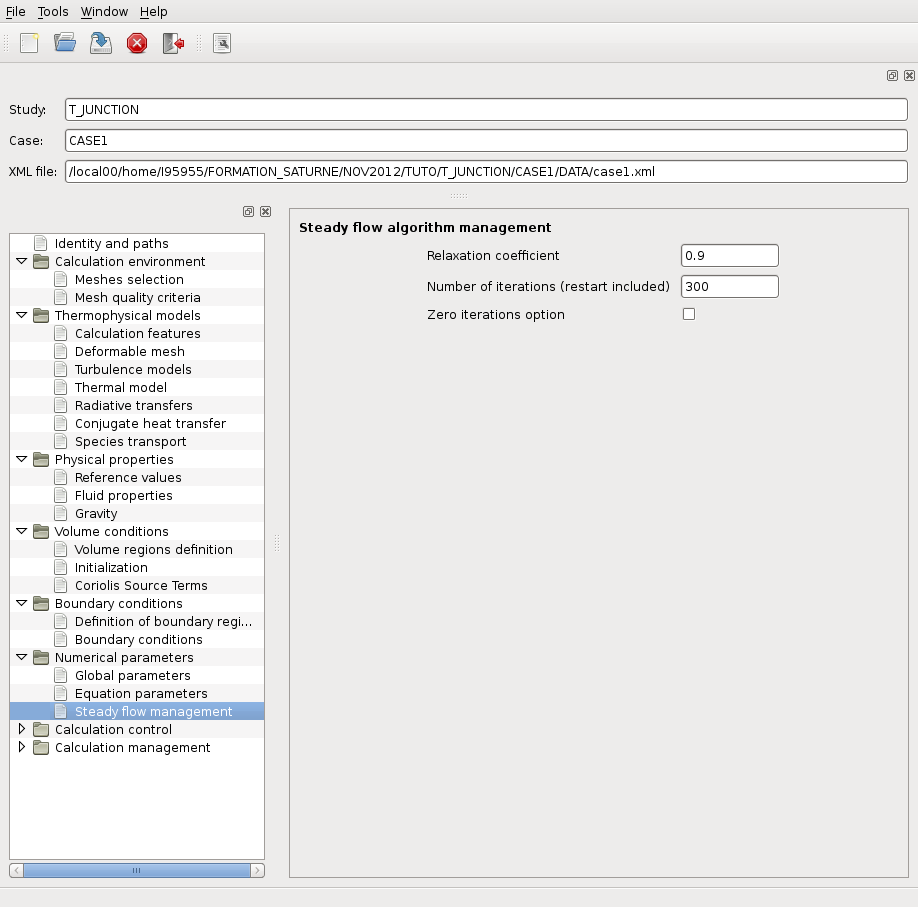 File Tools Window Help
Study: T_JUNCTION
Case: CASE1
XML file: /local00/home/I95955/FORMATION_SATURNE/NOV2012/TUTO/T_JUNCTION/CASE1/DATA/case1.xml
Identity and paths
Calculation environment
Meshes selection
Mesh quality criteria
Thermophysical models
Calculation features
Deformable mesh
Turbulence models
Thermal model
Radiative transfers
Conjugate heat transfer
Species transport
Physical properties
Reference values
Fluid properties
Gravity
Volume conditions
Volume regions definition
Initialization
Coriolis Source Terms
Boundary conditions
Definition of boundary regi...
Boundary conditions
Numerical parameters
Global parameters
Equation parameters
Steady flow management
Calculation control
Calculation management
Steady flow algorithm management
Relaxation coefficient 0.9
Number of iterations (restart included) 300
Zero iterations option